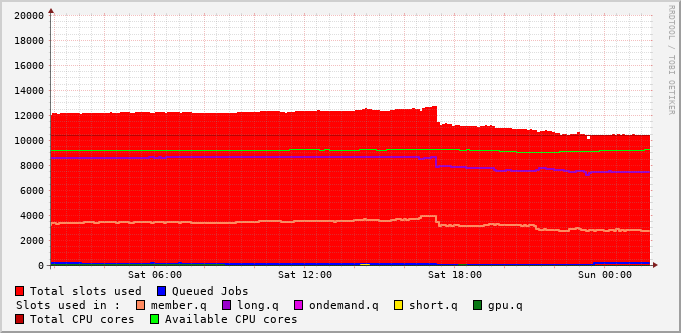 20000
18000
16000
14000
12000
10000
8000
6000
4000
2000
0
Sat 06:00 Sat 12:00 Sat 18:00 Sun 00:00
RRDTOOL / TOBI OETIKER
Total slots used Queued Jobs
Slots used in : member.q long.q ondemand.q short.q gpu.q
Total CPU cores Available CPU cores